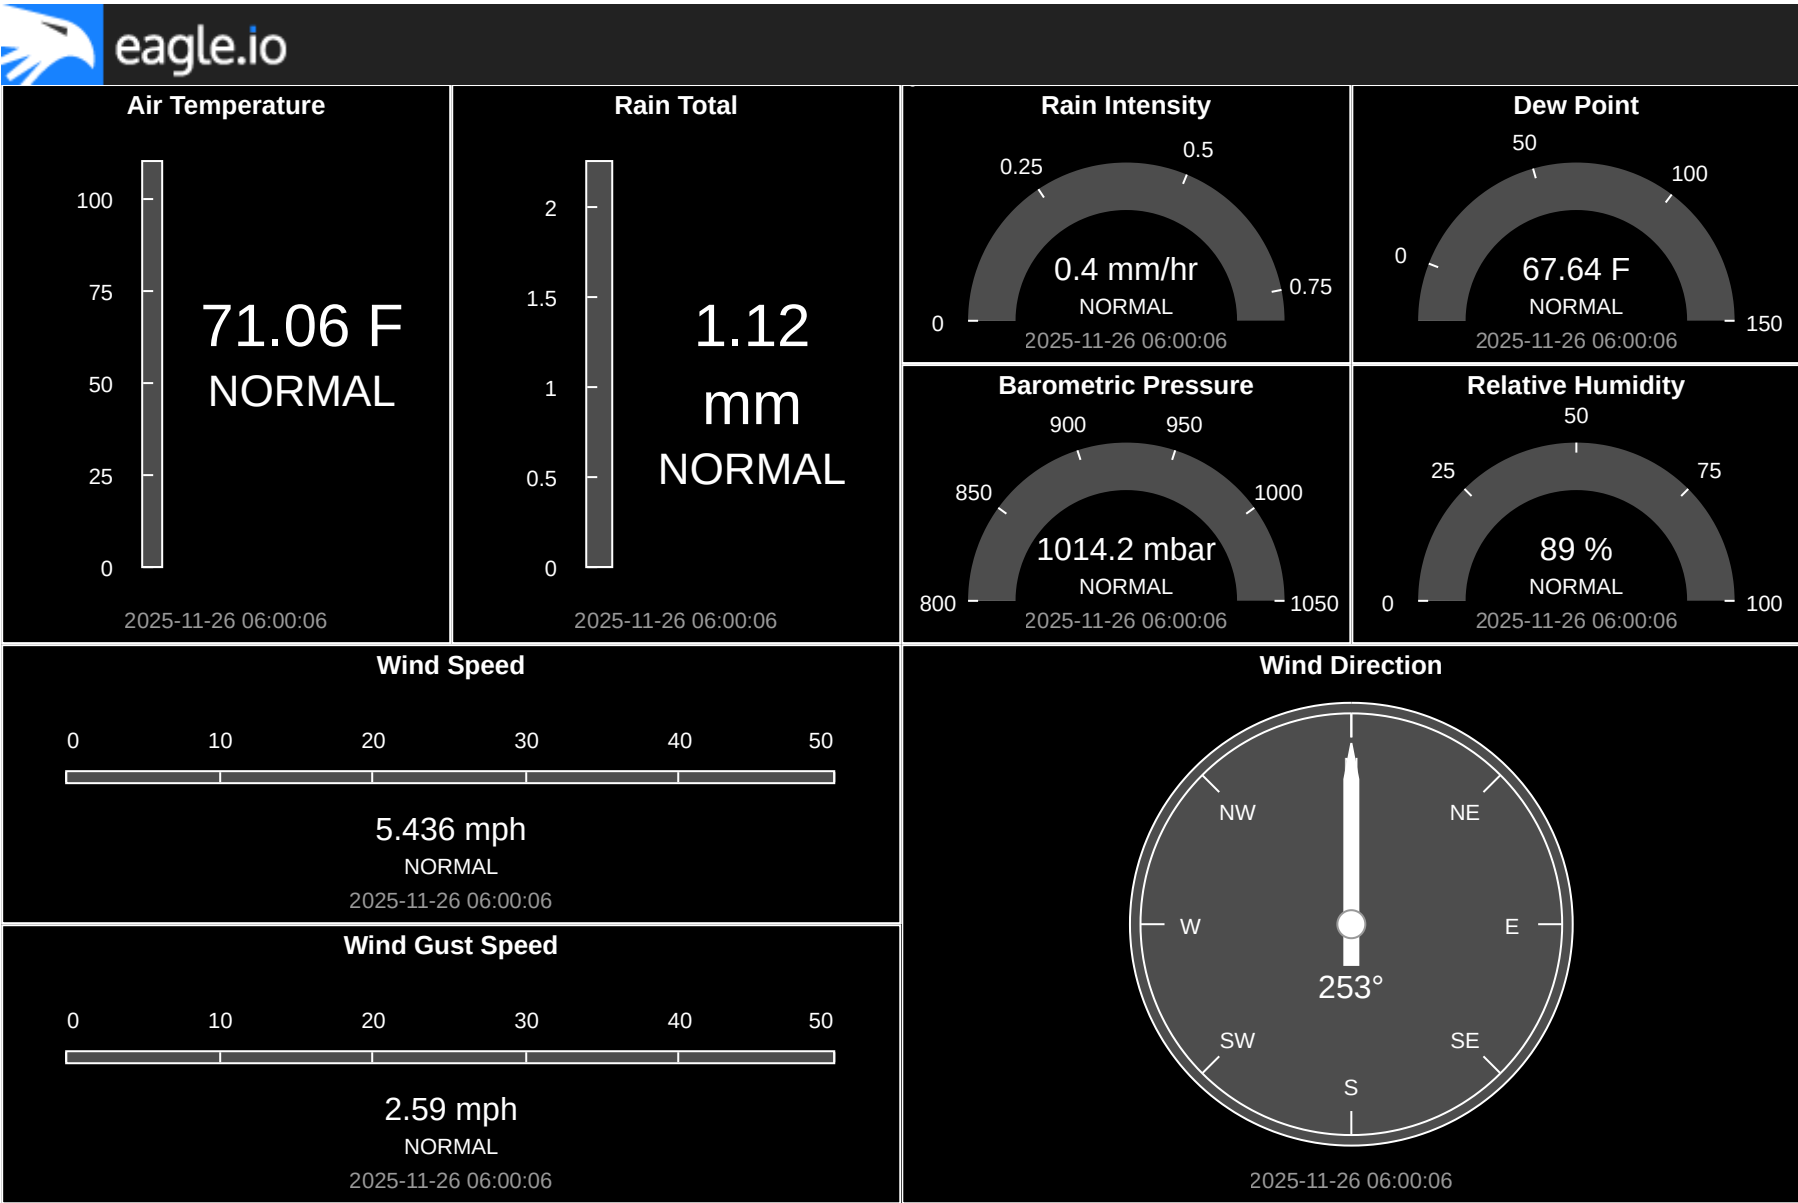 eagle.io
Air Temperature
100
75
50
25
0
71.06 F
NORMAL
2025-11-26 06:00:06
Rain Total
2
1.5
1
0.5
0
1.12
mm
NORMAL
2025-11-26 06:00:06
Rain Intensity
0
0.25
0.5
0.75
0.4 mm/hr
NORMAL
2025-11-26 06:00:06
Dew Point
0
50
100
150
67.64 F
NORMAL
2025-11-26 06:00:06
Barometric Pressure
800
850
900
950
1000
1050
1014.2 mbar
NORMAL
2025-11-26 06:00:06
Relative Humidity
0
25
50
75
100
89 %
NORMAL
2025-11-26 06:00:06
Wind Speed
0 10 20 30 40 50
5.436 mph
NORMAL
2025-11-26 06:00:06
Wind Gust Speed
0 10 20 30 40 50
2.59 mph
NORMAL
2025-11-26 06:00:06
Wind Direction
NW NE
W E
253°
SW SE
S
2025-11-26 06:00:06